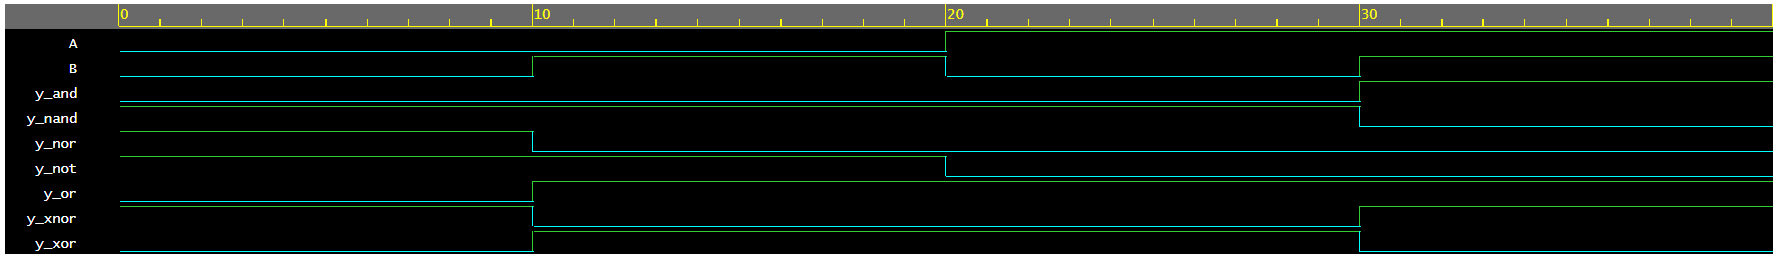 0 10 20 30
A
B
y_and
y_nand
y_nor
y_not
y_or
y_xnor
y_xor